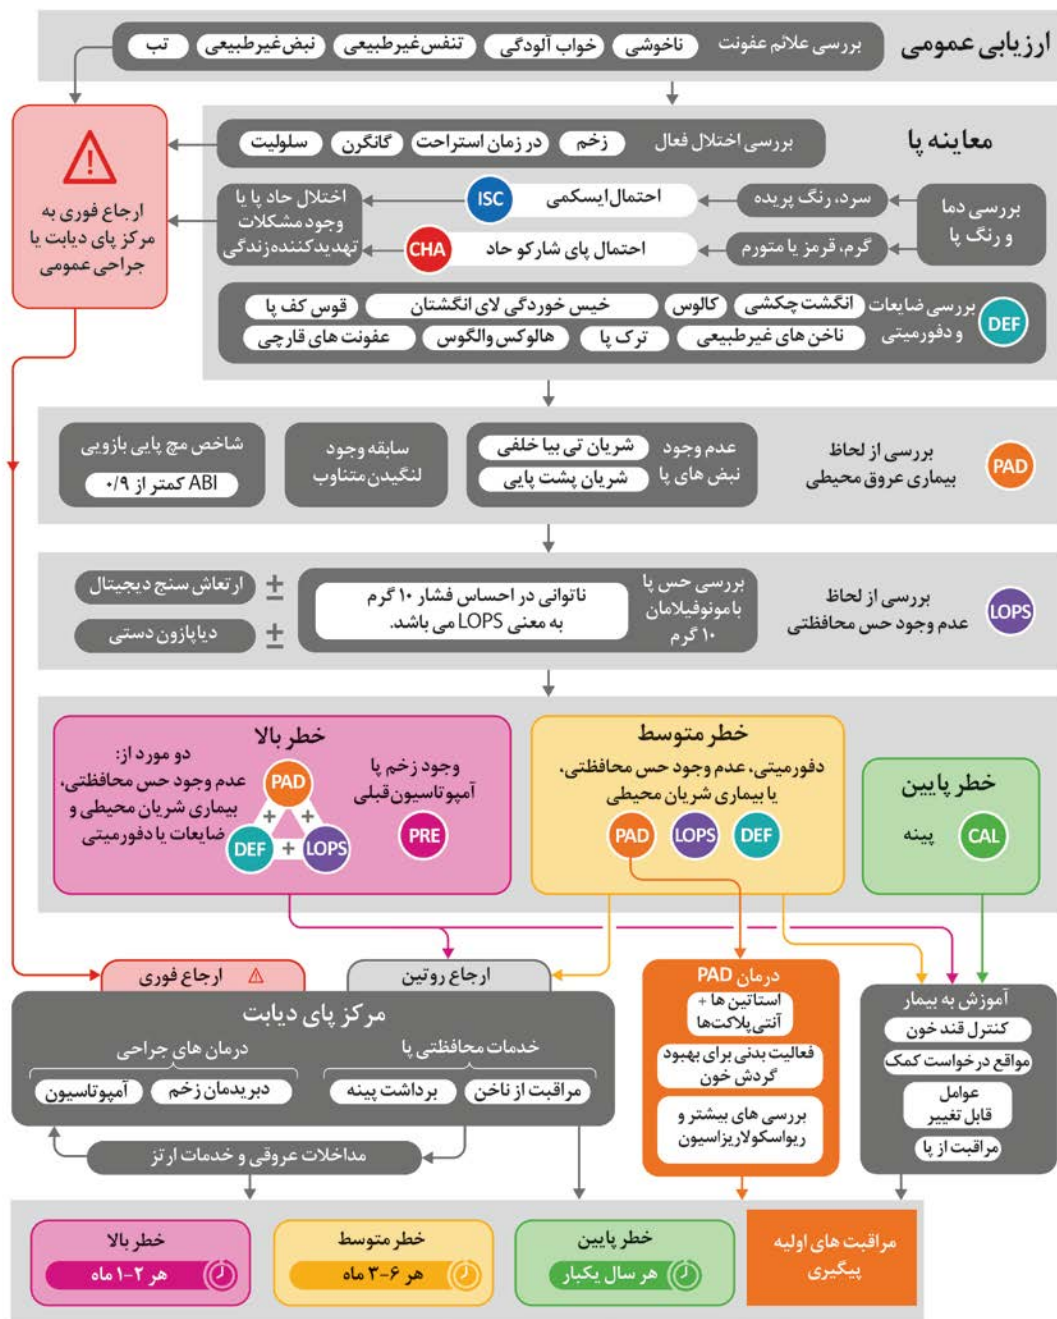 ارزیابی عمومی
بررسی علائم عفونت
ناخوشی
خواب آلودگی
تنفس غیرطبیعی
نبض غیرطبیعی
تب
ارجاع فوری به
مرکز پای دیابت یا
جراحی عمومی
معاینه پا
بررسی اختلال فعال
زخم
در زمان استراحت
گانگرن
سلولیت
بررسی دما
و رنگ پا
سرد، رنگ پریده
احتمال ایسکمی
ISC
گرم، قرمز یا متورم
احتمال پای شارکو حاد
CHA
اختلال حاد پا یا
وجود مشکلات
تهدیدکننده زندگی
DEF
بررسی ضایعات
و دفورمیتی
انگشت چکشی
کالوس
خیس خوردگی لای انگشتان
قوس کف پا
ناخن های غیرطبیعی
ترک پا
هالوکس والگوس
عفونت های قارچی
PAD
بررسی از لحاظ
بیماری عروق محیطی
عدم وجود
نبض های پا
شریان تی بیا خلفی
شریان پشت پایی
سابقه وجود
لنگیدن متناوب
شاخص مچ پایی بازویی
ABI کمتر از ۰/۹
LOPS
بررسی از لحاظ
عدم وجود حس محافظتی
بررسی حس پا
با مونوفیلامان
۱۰ گرم
ناتوانی در احساس فشار ۱۰ گرم
به معنی LOPS می باشد.
± ارتعاش سنج دیجیتال
± دیاپازون دستی
خطر پایین
CAL
پینه
خطر متوسط
دفورمیتی، عدم وجود حس محافظتی،
یا بیماری شریان محیطی
DEF
LOPS
PAD
خطر بالا
وجود زخم پا
آمپوتاسیون قبلی
PRE
دو مورد از:
عدم وجود حس محافظتی،
بیماری شریان محیطی و
ضایعات یا دفورمیتی
PAD
+ +
DEF + LOPS
آموزش به بیمار
کنترل قند خون
مواقع درخواست کمک
عوامل
قابل تغییر
مراقبت از پا
درمان PAD
استاتین ها +
آنتی پلاکت‌ها
فعالیت بدنی برای بهبود
گردش خون
بررسی های بیشتر و
ریواسکولاریزاسیون
ارجاع روتین
ارجاع فوری
مرکز پای دیابت
خدمات محافظتی پا
مراقبت از ناخن
برداشت پینه
درمان های جراحی
دبریدمان زخم
آمپوتاسیون
مداخلات عروقی و خدمات ارتز
مراقبت های اولیه
پیگیری
خطر پایین
هر سال یکبار
خطر متوسط
هر ۶-۳ ماه
خطر بالا
هر ۲-۱ ماه